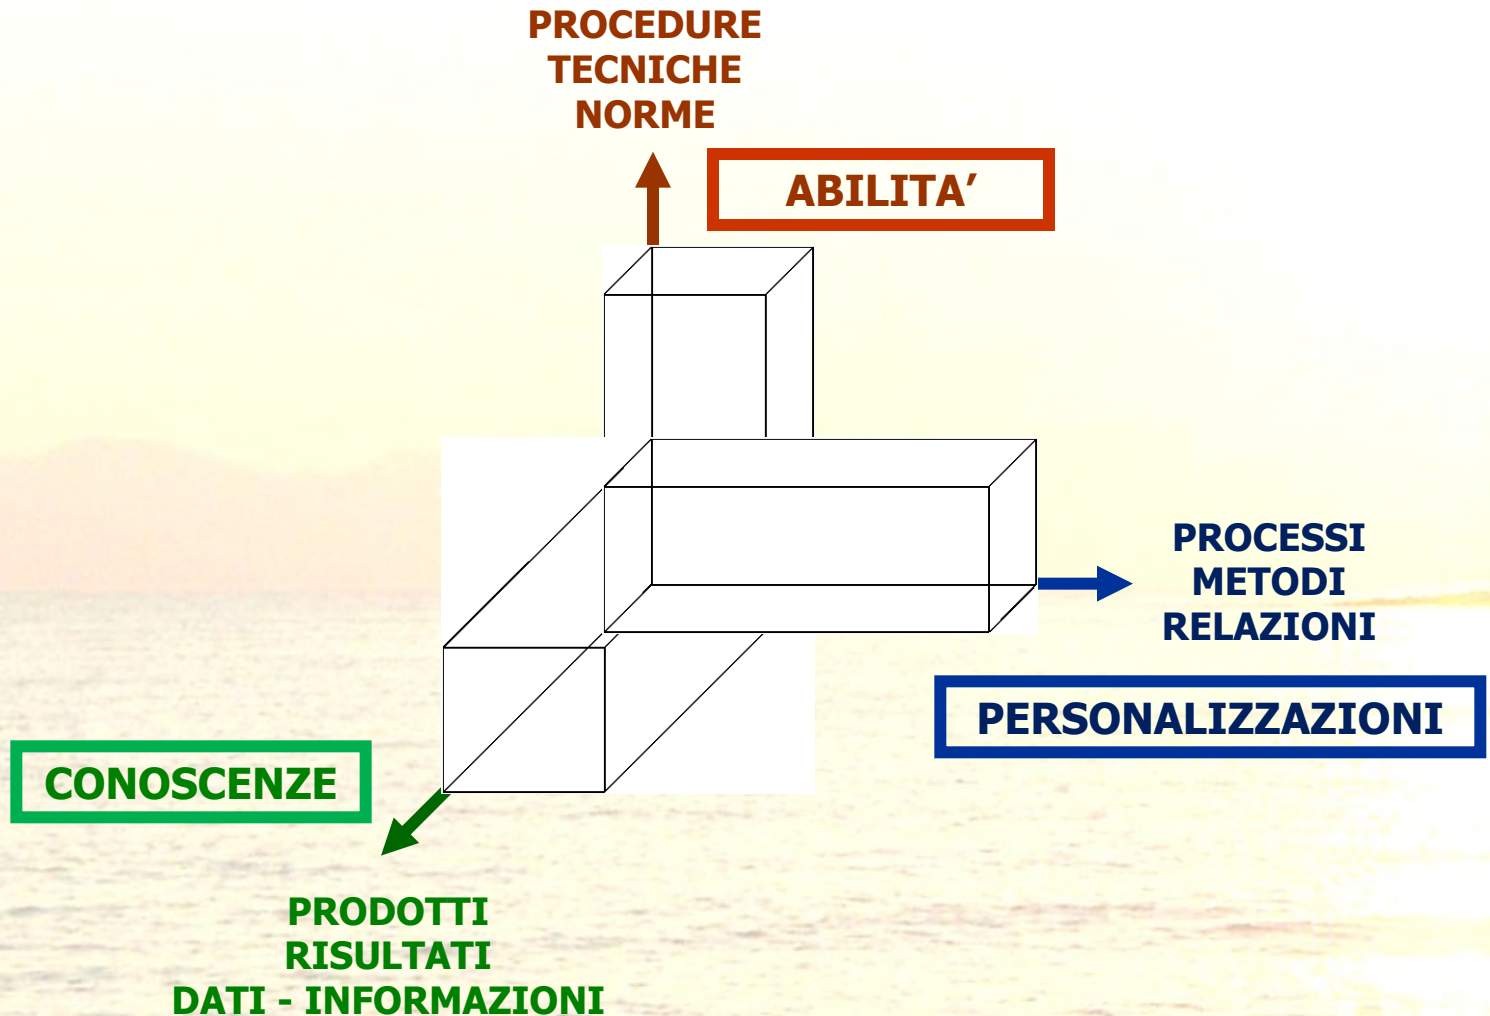 PROCEDURE
TECNICHE
NORME
ABILITA’
PROCESSI
METODI
RELAZIONI
PERSONALIZZAZIONI
CONOSCENZE
PRODOTTI
RISULTATI
DATI - INFORMAZIONI